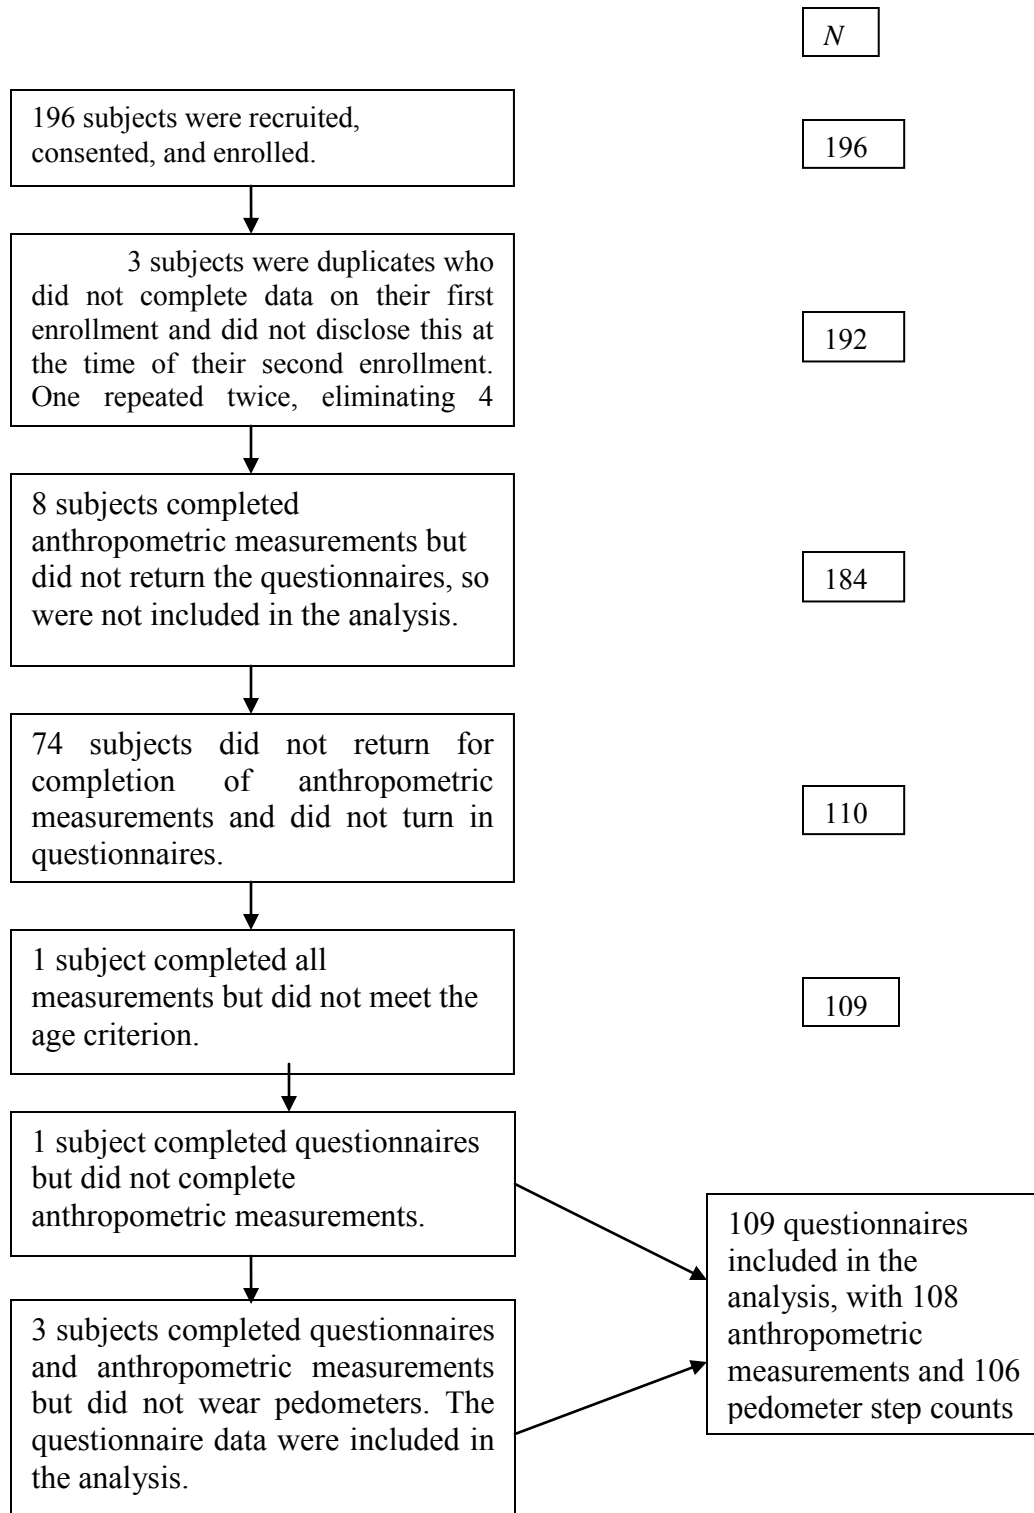 N
196 subjects were recruited,
consented, and enrolled.
196
3 subjects were duplicates who
did not complete data on their first
enrollment and did not disclose this at
the time of their second enrollment.
One repeated twice, eliminating 4
192
8 subjects completed
anthropometric measurements but
did not return the questionnaires, so
were not included in the analysis.
184
74 subjects did not return for
completion of anthropometric
measurements and did not turn in
questionnaires.
110
1 subject completed all
measurements but did not meet the
age criterion.
109
1 subject completed questionnaires
but did not complete
anthropometric measurements.
3 subjects completed questionnaires
and anthropometric measurements
but did not wear pedometers. The
questionnaire data were included in
the analysis.
109 questionnaires
included in the
analysis, with 108
anthropometric
measurements and 106
pedometer step counts